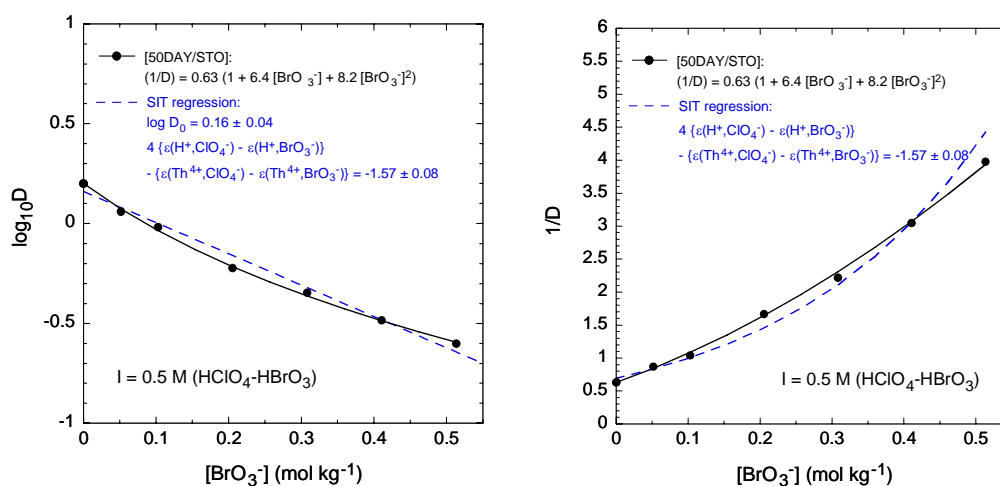 1
0.5
0
-0.5
-1
log₁₀D
[50DAY/STO]:
(1/D) = 0.63 (1 + 6.4 [BrO ₃⁻] + 8.2 [BrO₃⁻]²)
SIT regression:
log D₀ = 0.16 ± 0.04
4 {ε(H⁺,ClO₄⁻) - ε(H⁺,BrO₃⁻)}
- {ε(Th⁴⁺,ClO₄⁻) - ε(Th⁴⁺,BrO₃⁻)} = -1.57 ± 0.08
I = 0.5 M (HClO₄-HBrO₃)
0 0.1 0.2 0.3 0.4 0.5
[BrO₃⁻] (mol kg⁻¹)
6
5.5
5
4.5
4
3.5
3
2.5
2
1.5
1
0.5
0
1/D
[50DAY/STO]:
(1/D) = 0.63 (1 + 6.4 [BrO ₃⁻] + 8.2 [BrO₃⁻]²)
SIT regression:
4 {ε(H⁺,ClO₄⁻) - ε(H⁺,BrO₃⁻)}
- {ε(Th⁴⁺,ClO₄⁻) - ε(Th⁴⁺,BrO₃⁻)} = -1.57 ± 0.08
I = 0.5 M (HClO₄-HBrO₃)
0 0.1 0.2 0.3 0.4 0.5
[BrO₃⁻] (mol kg⁻¹)